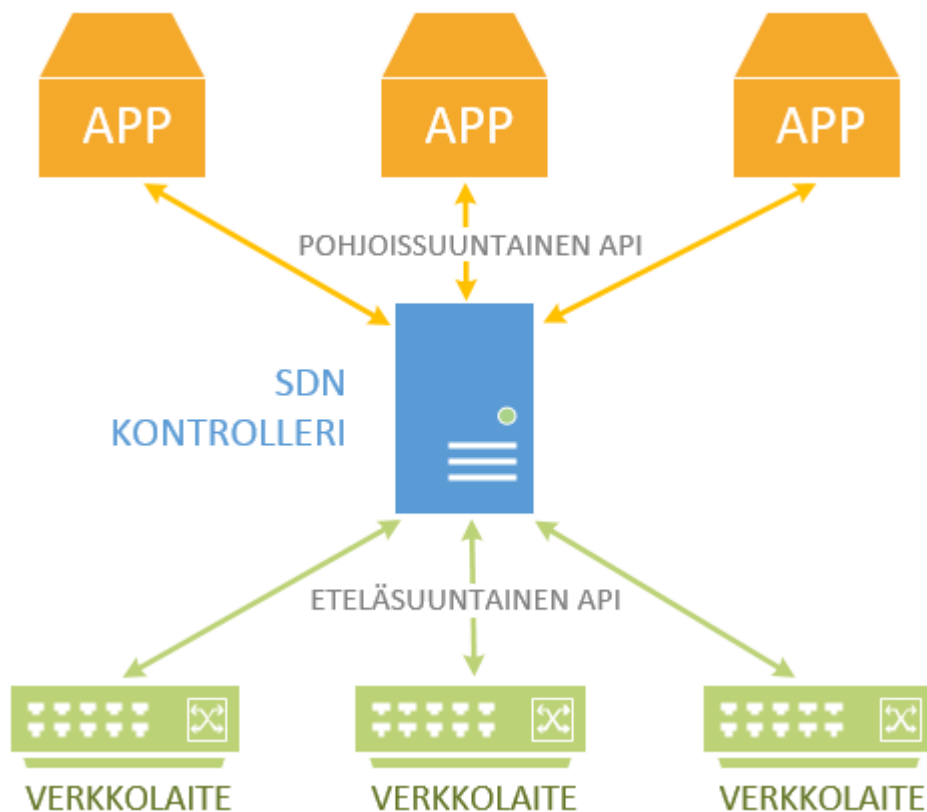 APP
APP
APP
POHJOISSUUNTAINEN API
SDN
KONTROLLERI
ETELÄSUUNTAINEN API
VERKKOLAITE
VERKKOLAITE
VERKKOLAITE